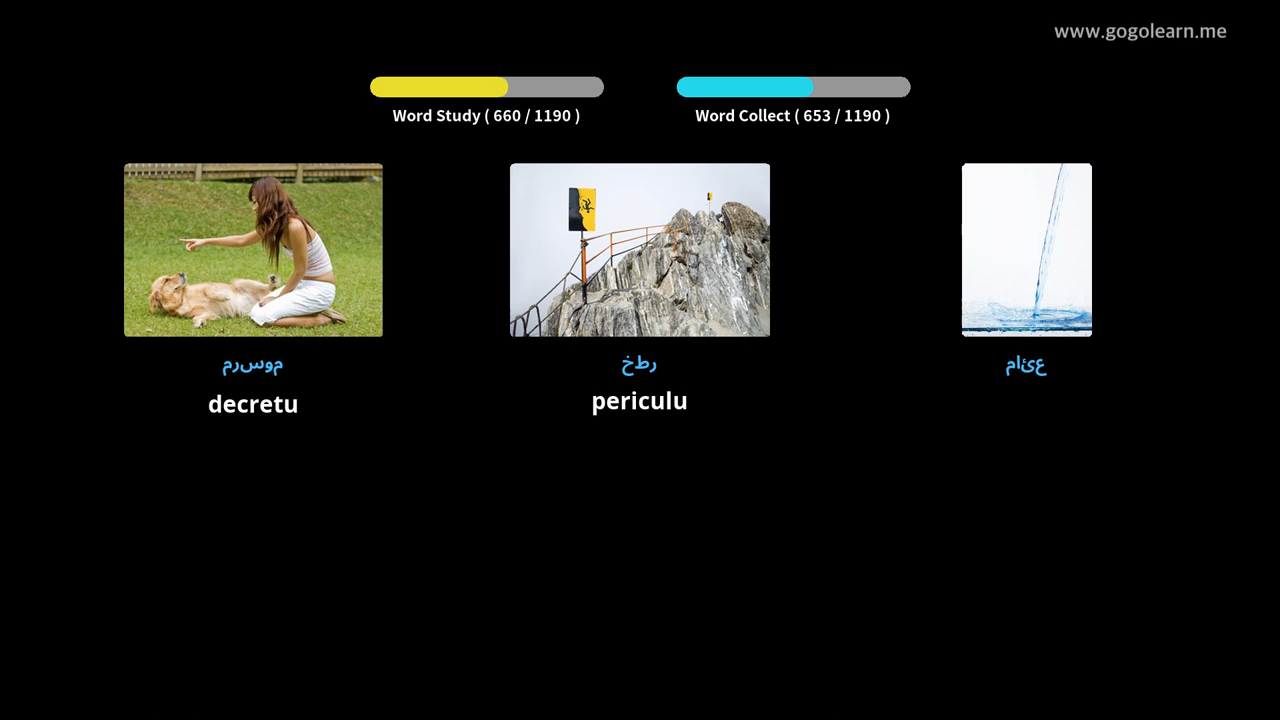 www.gogolearn.me
Word Study ( 660 / 1190 )
Word Collect ( 653 / 1190 )
موسرم
decretu
رطخ
periculu
عئام